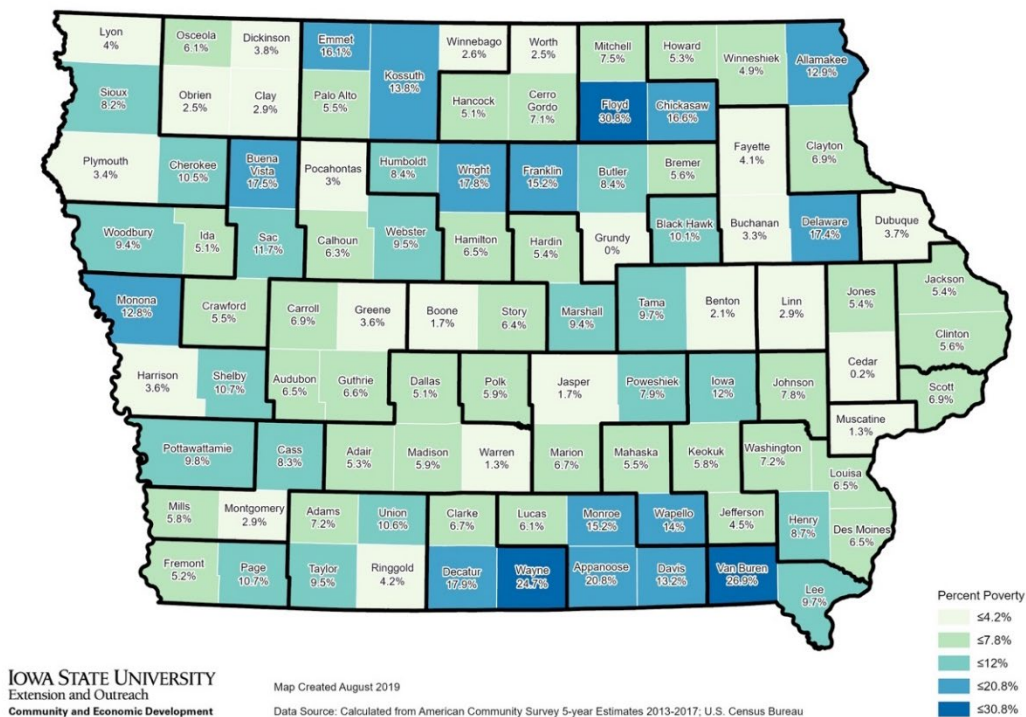 Lyon
4%
Osceola
6.1%
Dickinson
3.8%
Emmet
16.1%
Kossuth
13.8%
Winnebago
2.6%
Worth
2.5%
Mitchell
7.5%
Howard
5.3%
Winneshiek
4.9%
Allamakee
12.9%
Sioux
8.2%
Obrien
2.5%
Clay
2.9%
Palo Alto
5.5%
Hancock
5.1%
Cerro
Gordo
7.1%
Floyd
30.8%
Chickasaw
16.6%
Fayette
4.1%
Clayton
6.9%
Plymouth
3.4%
Cherokee
10.5%
Buena
Vista
17.5%
Pocahontas
3%
Humboldt
8.4%
Wright
17.8%
Franklin
15.2%
Butler
8.4%
Bremer
5.6%
Woodbury
9.4%
Ida
5.1%
Sac
11.7%
Calhoun
6.3%
Webster
9.5%
Hamilton
6.5%
Hardin
5.4%
Grundy
0%
Black Hawk
10.1%
Buchanan
3.3%
Delaware
17.4%
Dubuque
3.7%
Monona
12.8%
Crawford
5.5%
Carroll
6.9%
Greene
3.6%
Boone
1.7%
Story
6.4%
Marshall
9.4%
Tama
9.7%
Benton
2.1%
Linn
2.9%
Jones
5.4%
Jackson
5.4%
Clinton
5.6%
Cedar
0.2%
Harrison
3.6%
Shelby
10.7%
Audubon
6.5%
Guthrie
6.6%
Dallas
5.1%
Polk
5.9%
Jasper
1.7%
Poweshiek
7.9%
Iowa
12%
Johnson
7.8%
Scott
6.9%
Muscatine
1.3%
Pottawattamie
9.8%
Cass
8.3%
Adair
5.3%
Madison
5.9%
Warren
1.3%
Marion
6.7%
Mahaska
5.5%
Keokuk
5.8%
Washington
7.2%
Louisa
6.5%
Mills
5.8%
Montgomery
2.9%
Adams
7.2%
Union
10.6%
Clarke
6.7%
Lucas
6.1%
Monroe
15.2%
Wapello
14%
Jefferson
4.5%
Henry
8.7%
Des Moines
6.5%
Fremont
5.2%
Page
10.7%
Taylor
9.5%
Ringgold
4.2%
Decatur
17.9%
Wayne
24.7%
Appanoose
20.8%
Davis
13.2%
Van Buren
26.9%
Lee
9.7%
Percent Poverty
≤4.2%
≤7.8%
≤12%
≤20.8%
≤30.8%
IOWA STATE UNIVERSITY
Extension and Outreach
Community and Economic Development
Map Created August 2019
Data Source: Calculated from American Community Survey 5-year Estimates 2013-2017; U.S. Census Bureau